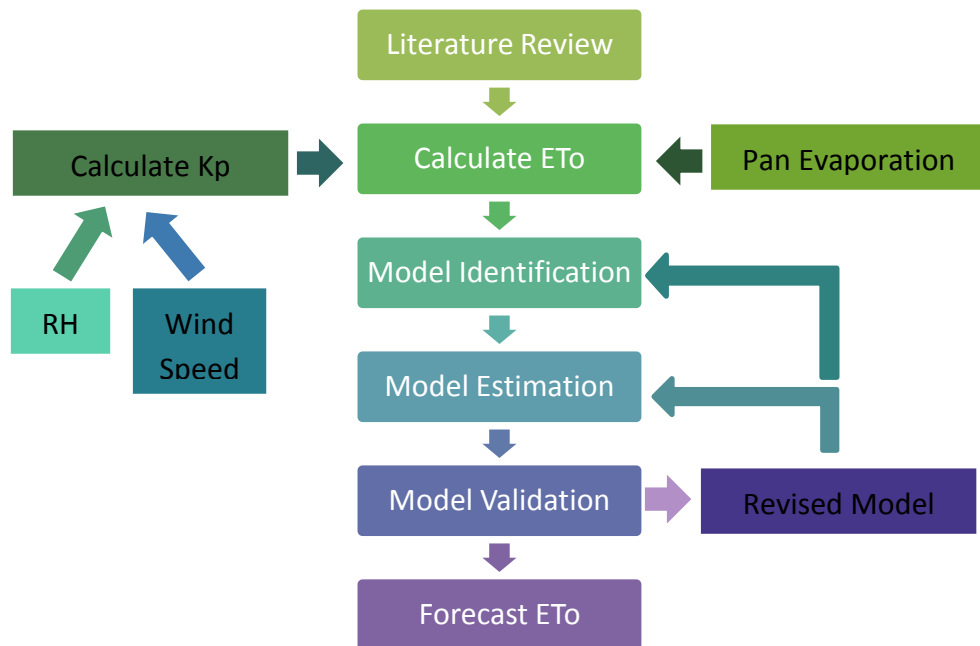 Literature Review
Calculate Kp
Calculate ETo
Pan Evaporation
Model Identification
RH
Wind
Speed
Model Estimation
Model Validation
Revised Model
Forecast ETo